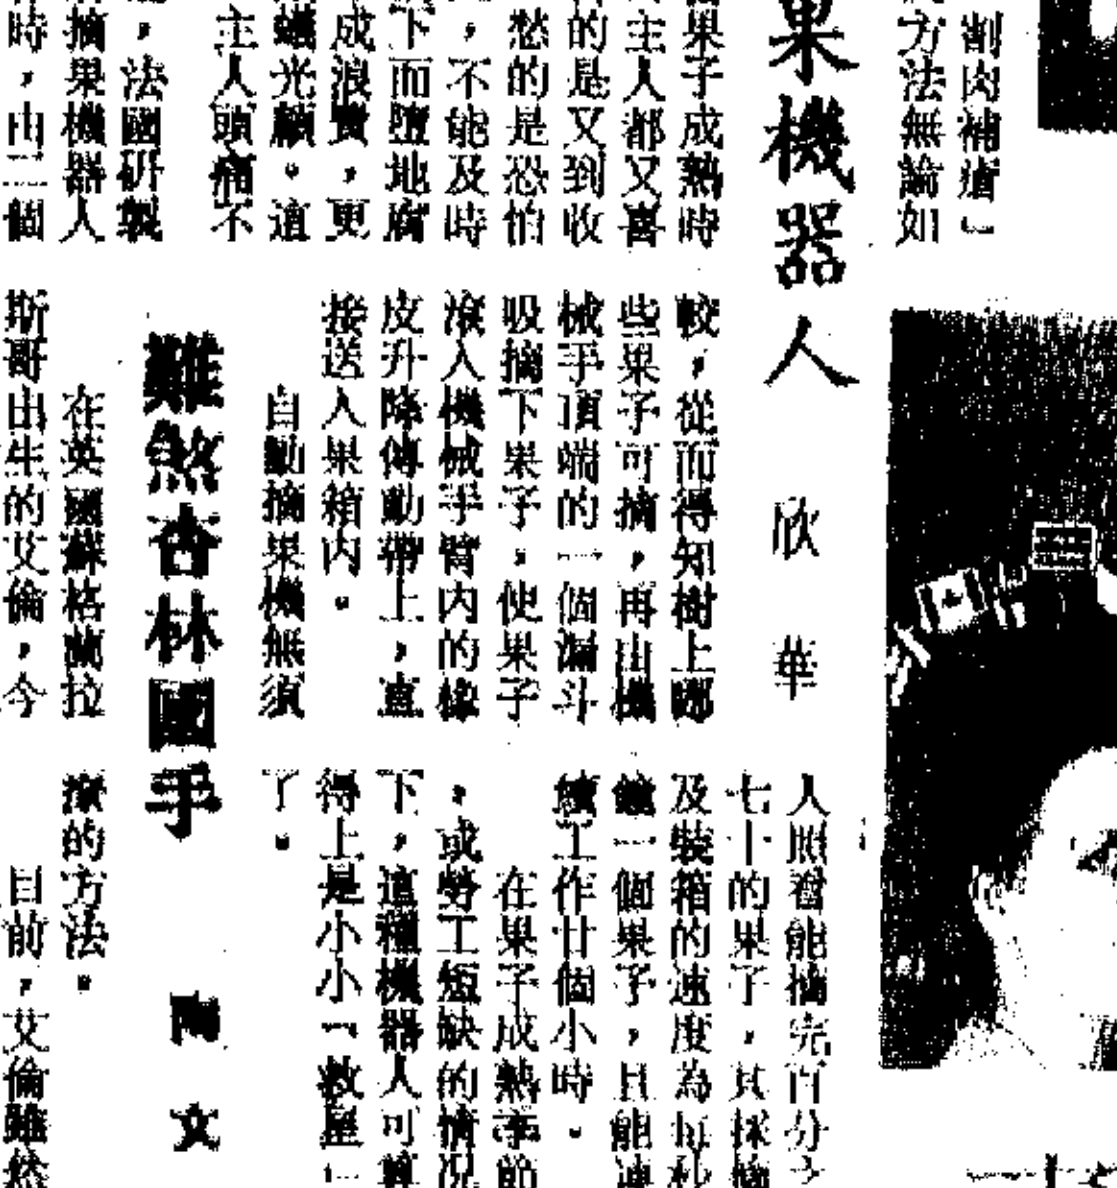 割肉補瘡」
方法無論如
果機器人
欣華
果子成熟時
主人都又喜
的是又到收
愁的是恐怕
,不能及時
下而墮地腐
成浪費,更
光顧。這
主人頭痛不
,法國研製
摘果機器人
時,由二個
較,從而得知樹上哪
些果子可摘,再由機
械手頂端的一個漏斗
吸摘下果子,使果子
滾入機械手臂內的橡
皮升降傳動帶上,直
接送入果箱內。
自動摘果機無須
人照舊能摘完百分之
七十的果子,其採摘
及裝箱的速度為每秒
鐘一個果子,且能連
續工作廿個小時。
在果子成熟季節
,或勞工短缺的情況
下,這種機器人可算
得上是小小「救星」
了。
難煞杏林國手
陶文
在英國蘇格蘭拉
斯哥出生的艾倫,今
的方法。
目前,艾倫雖然